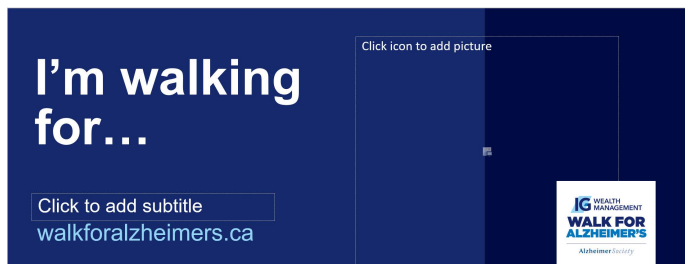 I'm walking
for…
Click icon to add picture
Click to add subtitle
walkforalzheimers.ca
IG WEALTH
MANAGEMENT
WALK FOR
ALZHEIMER'S
Alzheimer Society